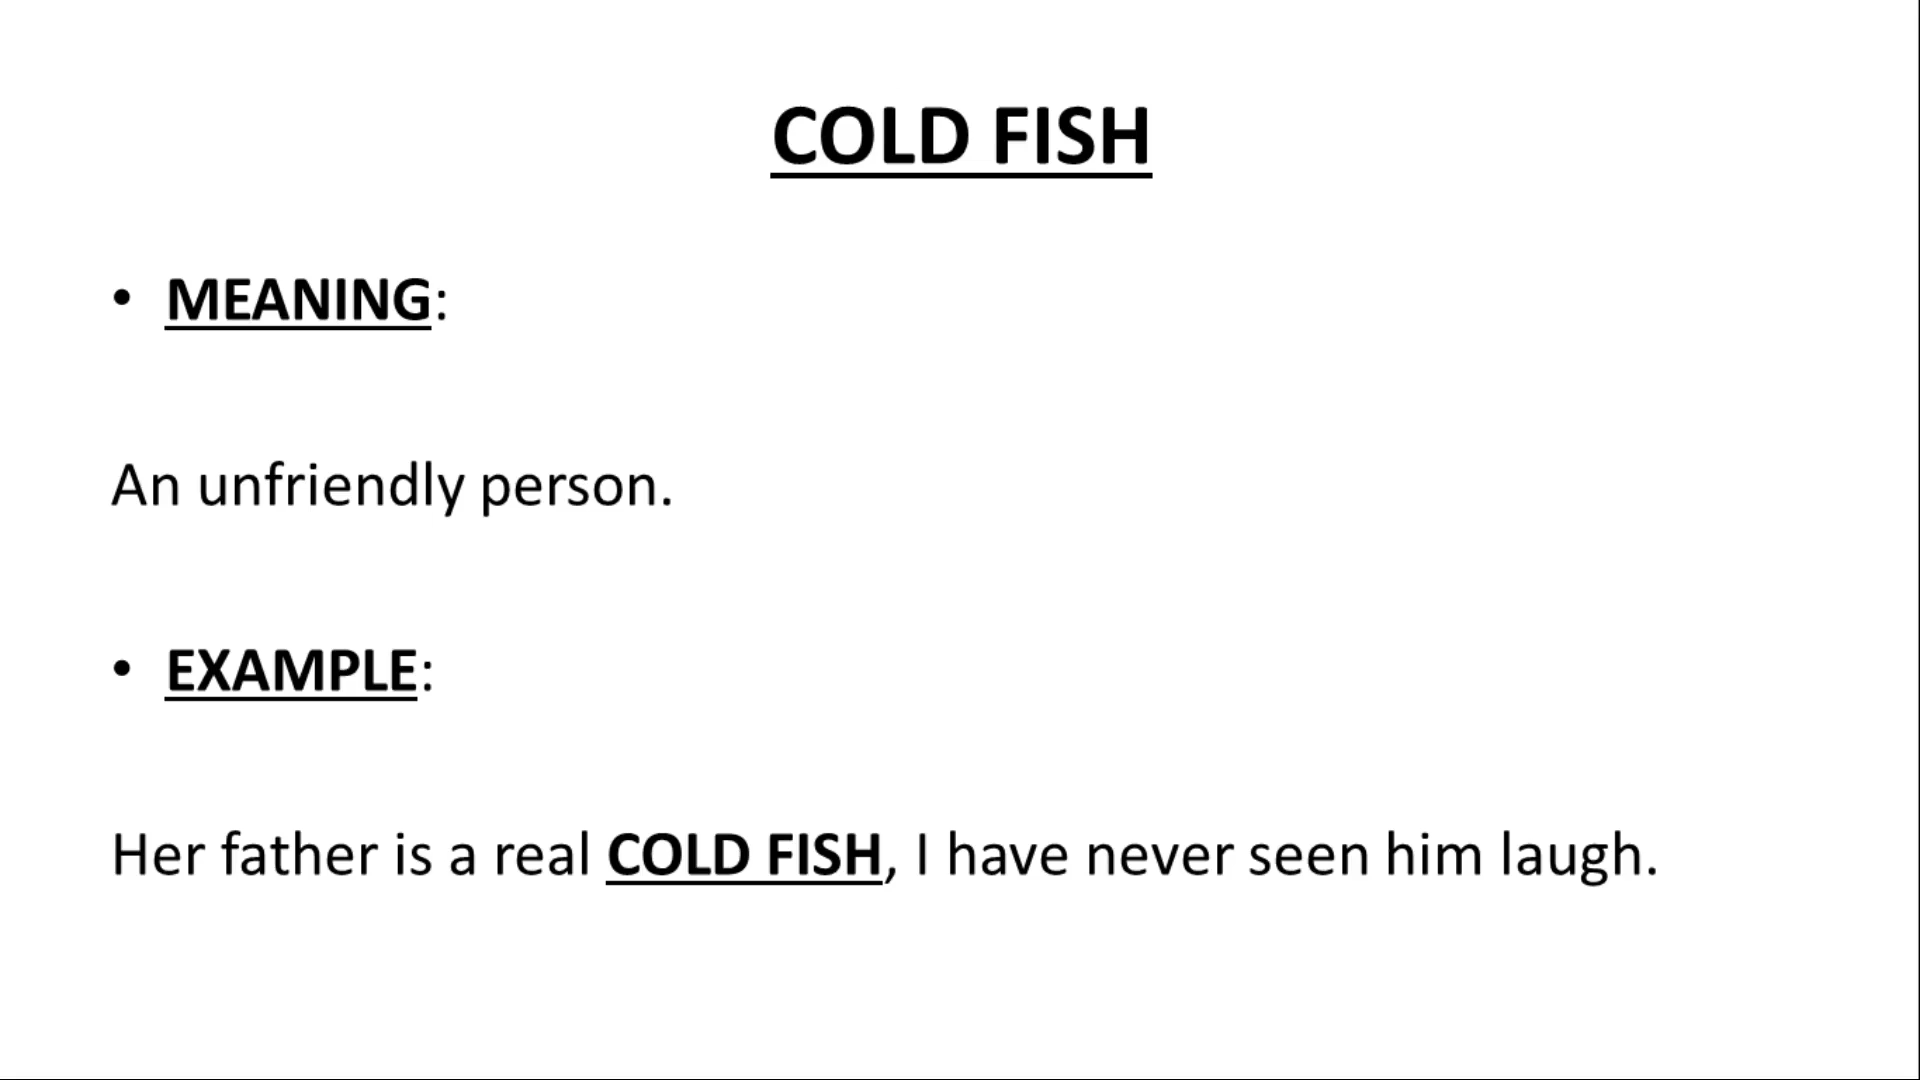 COLD FISH
• MEANING:
An unfriendly person.
• EXAMPLE:
Her father is a real COLD FISH, I have never seen him laugh.